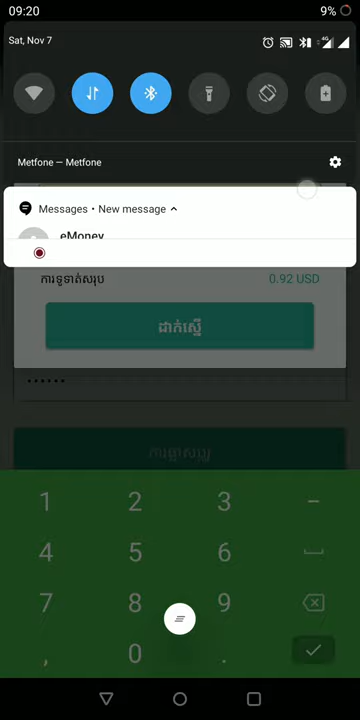 09:20
9%
Sat, Nov 7
4G
Metfone — Metfone
Messages • New message
eMoney
ការទូទាត់សរុប 0.92 USD
ដាក់ស្នើ
1 2 3 –
4 5 6
7 8 9
, 0 .